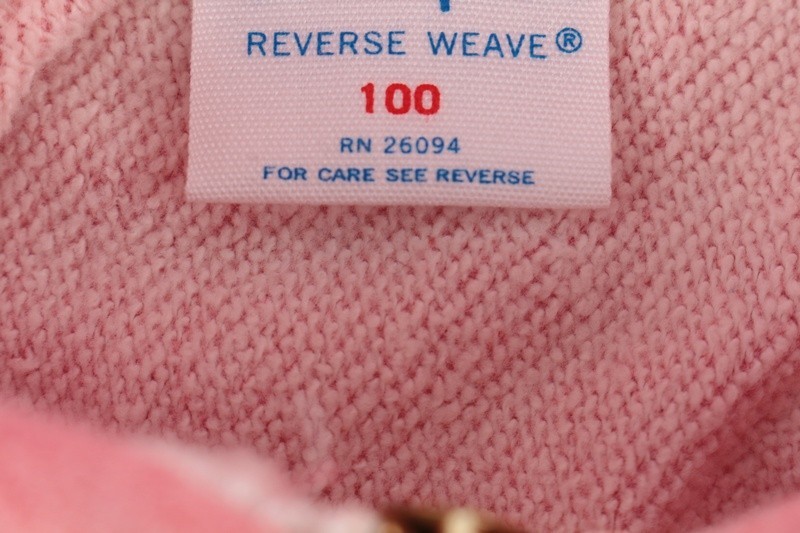 REVERSE WEAVE®
100
RN 26094
FOR CARE SEE REVERSE